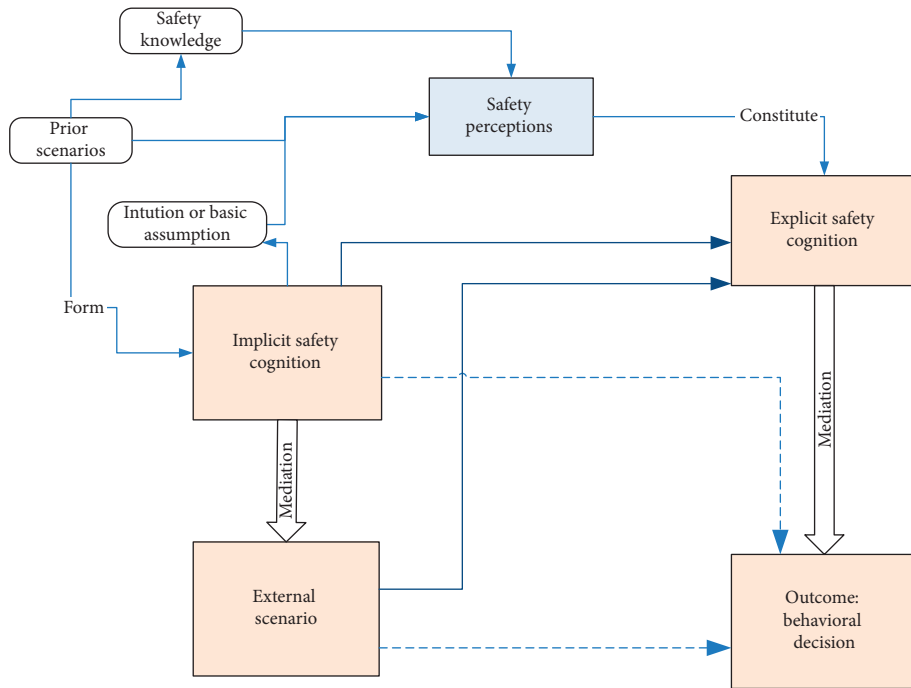 Safety
knowledge
Prior
scenarios
Safety
perceptions
Constitute
Intution or basic
assumption
Explicit safety
cognition
Form
Implicit safety
cognition
Mediation
Mediation
External
scenario
Outcome:
behavioral
decision